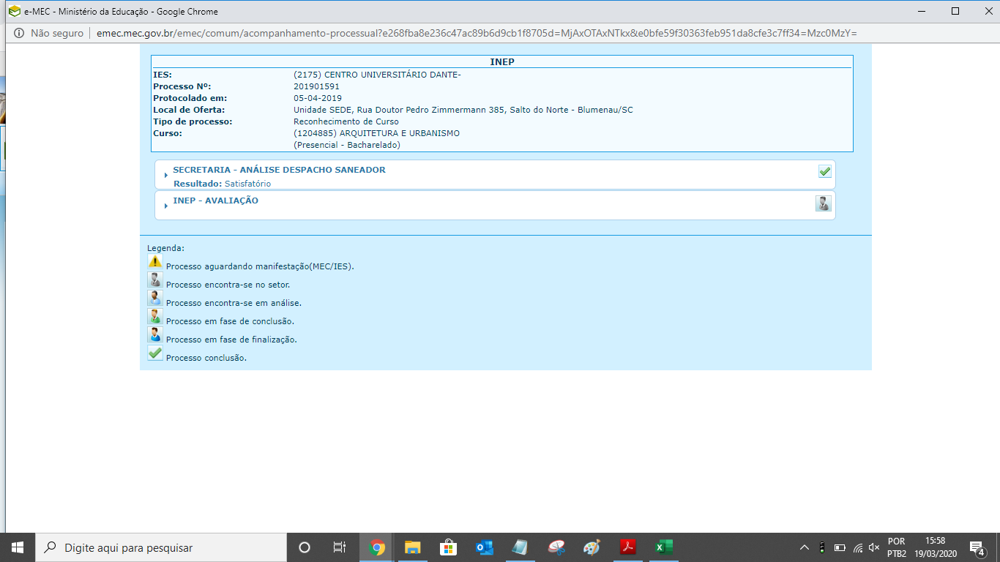 e-MEC - Ministério da Educação - Google Chrome
Não seguro | emec.mec.gov.br/emec/comum/acompanhamento-processual?e268fba8e236c47ac89b6d9cb1f8705d=MjAxOTAxNTkx&e0bfe59f30363feb951da8cfe3c7ff34=Mzc0MzY=
INEP
IES: (2175) CENTRO UNIVERSITÁRIO DANTE-
Processo Nº: 201901591
Protocolado em: 05-04-2019
Local de Oferta: Unidade SEDE, Rua Doutor Pedro Zimmermann 385, Salto do Norte - Blumenau/SC
Tipo de processo: Reconhecimento de Curso
Curso: (1204885) ARQUITETURA E URBANISMO
(Presencial - Bacharelado)
SECRETARIA - ANÁLISE DESPACHO SANEADOR
Resultado: Satisfatório
INEP - AVALIAÇÃO
Legenda:
Processo aguardando manifestação(MEC/IES).
Processo encontra-se no setor.
Processo encontra-se em análise.
Processo em fase de conclusão.
Processo em fase de finalização.
Processo conclusão.
Digite aqui para pesquisar
POR
PTB2
15:58
19/03/2020
4